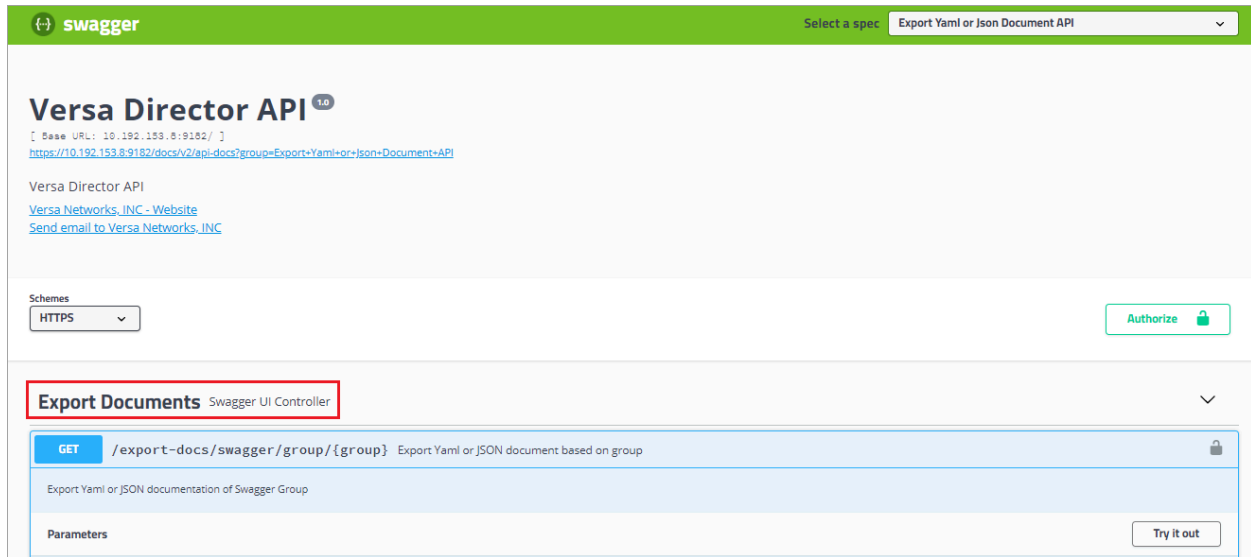 swagger
Select a spec Export Yaml or Json Document API
Versa Director API 1.0
[ Base URL: 10.192.153.8:9182/ ]
https://10.192.153.8:9182/docs/v2/api-docs?group=Export+Yaml+or+Json+Document+API
Versa Director API
Versa Networks, INC - Website
Send email to Versa Networks, INC
Schemes
HTTPS
Authorize
Export Documents Swagger UI Controller
GET /export-docs/swagger/group/{group} Export Yaml or JSON document based on group
Export Yaml or JSON documentation of Swagger Group
Parameters Try it out